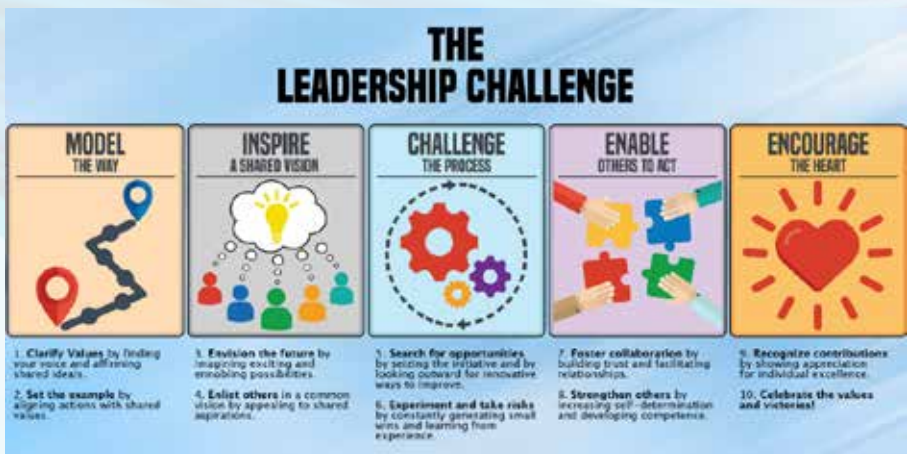 THE
LEADERSHIP CHALLENGE
MODEL
THE WAY
1. Clarify Values by finding
your voice and affirming
shared ideals.
2. Set the example by
aligning actions with shared
values.
INSPIRE
A SHARED VISION
3. Envision the future by
imagining exciting and
ennobling possibilities.
4. Enlist others in a common
vision by appealing to shared
aspirations.
CHALLENGE
THE PROCESS
5. Search for opportunities
by seizing the initiative and by
looking outward for innovative
ways to improve.
6. Experiment and take risks
by constantly generating small
wins and learning from
experience.
ENABLE
OTHERS TO ACT
7. Foster collaboration by
building trust and facilitating
relationships.
8. Strengthen others by
increasing self-determination
and developing competence.
ENCOURAGE
THE HEART
9. Recognize contributions
by showing appreciation
for individual excellence.
10. Celebrate the values
and victories!